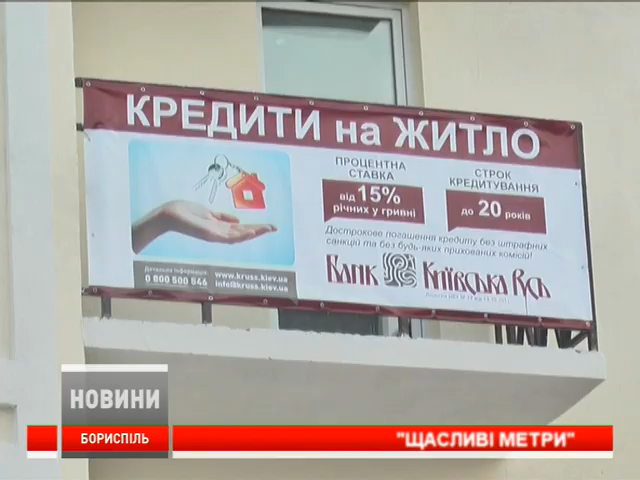 КРЕДИТИ на ЖИТЛО
ПРОЦЕНТНА
СТАВКА
від 15%
річних у гривні
СТРОК
КРЕДИТУВАННЯ
до 20 років
Дострокове погашення кредиту без штрафних
санкцій та без будь-яких прихованих комісій!
Детальна інформація:
0 800 500 846
www.kruss.kiev.ua
info@kruss.kiev.ua
Банк Київська Русь
НОВИНИ
БОРИСПІЛЬ
"ЩАСЛИВІ МЕТРИ"